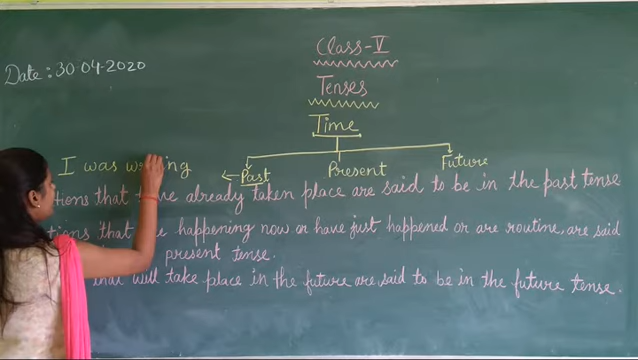 Class-V
Date : 30-04-2020
Tenses
Time
Past Present Future
I was
tions that have already taken place are said to be in the past tense
tions that are happening now or have just happened or are routine, are said
present tense.
that will take place in the future are said to be in the future tense.